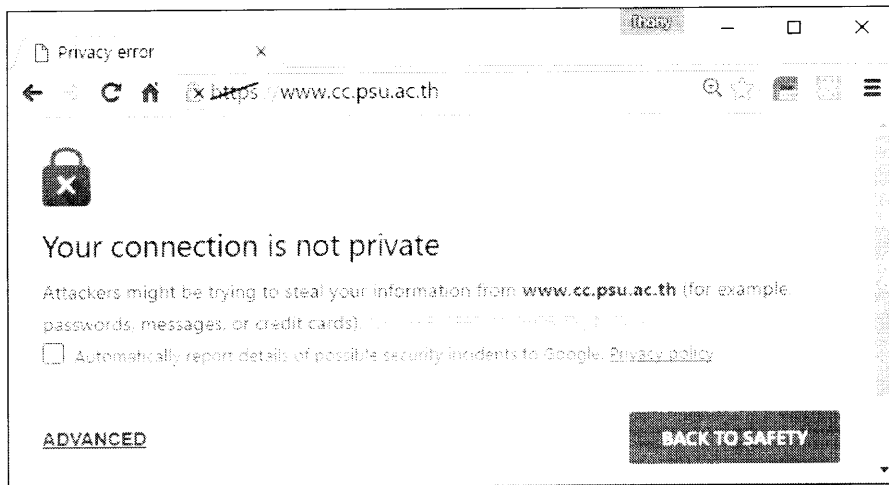 Thany
Privacy error
https://www.cc.psu.ac.th
Your connection is not private
Attackers might be trying to steal your information from www.cc.psu.ac.th (for example,
passwords, messages, or credit cards).
Automatically report details of possible security incidents to Google. Privacy policy
ADVANCED
BACK TO SAFETY